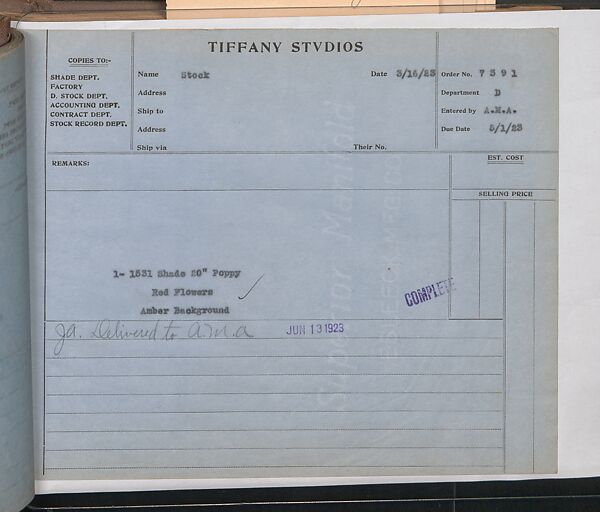 TIFFANY STVDIOS
COPIES TO:-
SHADE DEPT.
FACTORY
D. STOCK DEPT.
ACCOUNTING DEPT.
CONTRACT DEPT.
STOCK RECORD DEPT.
Name Stock
Date 3/16/23
Address
Ship to
Address
Ship via
Their No.
Order No. 7391
Department D
Entered by A.M.A.
Due Date 5/1/23
REMARKS:
EST. COST
SELLING PRICE
1- 1531 Shade 20" Poppy
Red Flowers
Amber Background
COMPLETE
Delivered to A.M.A
JUN 13 1923